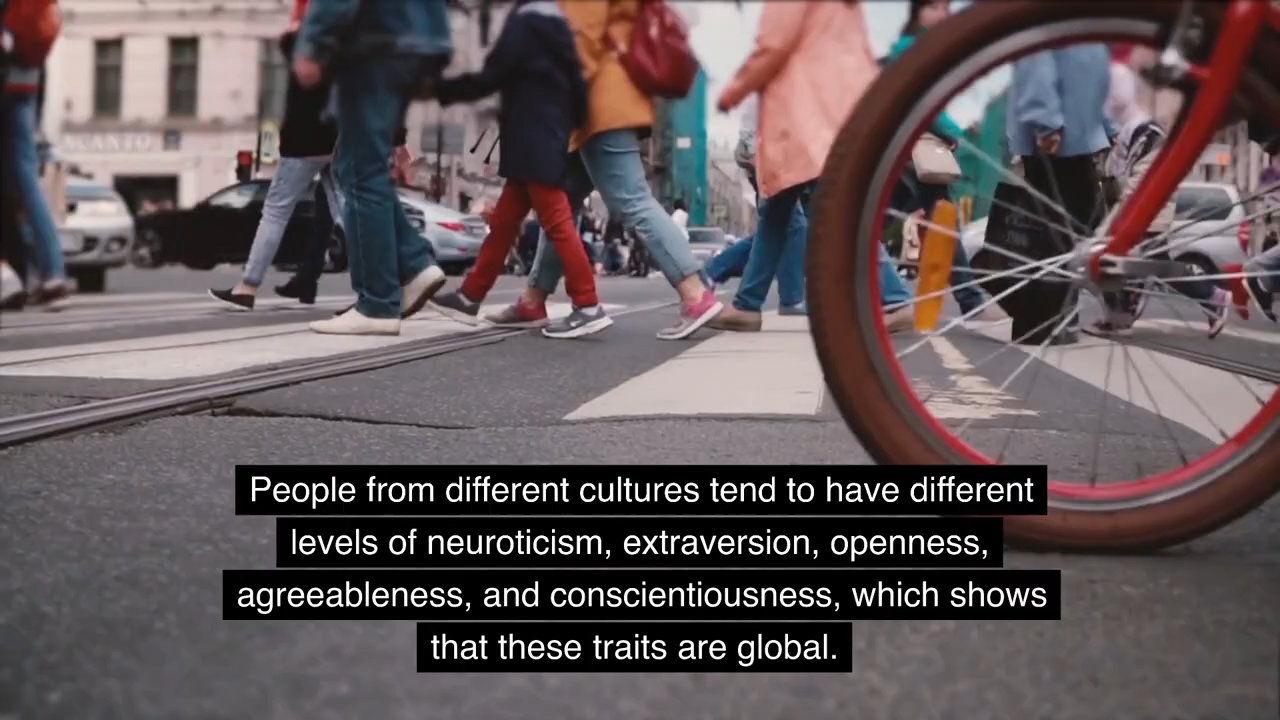 NCANTO
People from different cultures tend to have different
levels of neuroticism, extraversion, openness,
agreeableness, and conscientiousness, which shows
that these traits are global.